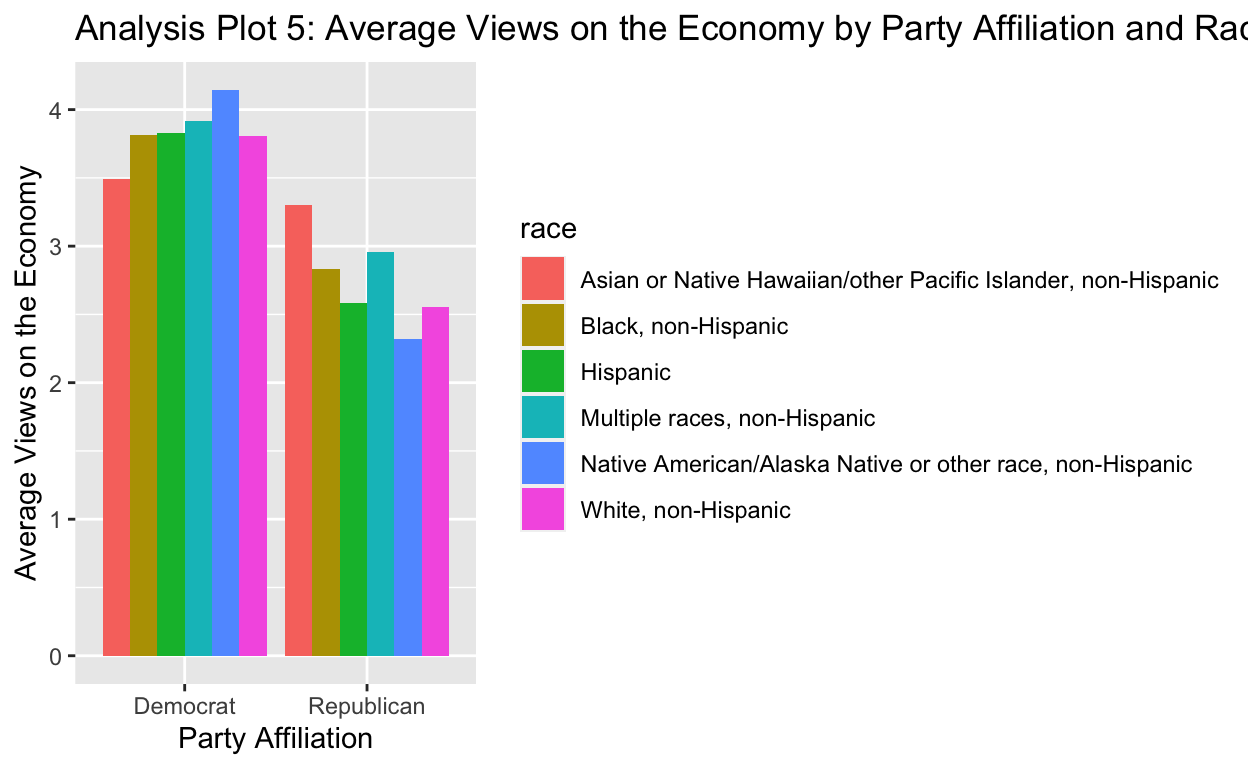 Analysis Plot 5: Average Views on the Economy by Party Affiliation and
Average Views on the Economy
4
3
2
1
0
Democrat Republican
Party Affiliation
race
Asian or Native Hawaiian/other Pacific Islander, non-Hispanic
Black, non-Hispanic
Hispanic
Multiple races, non-Hispanic
Native American/Alaska Native or other race, non-Hispanic
White, non-Hispanic